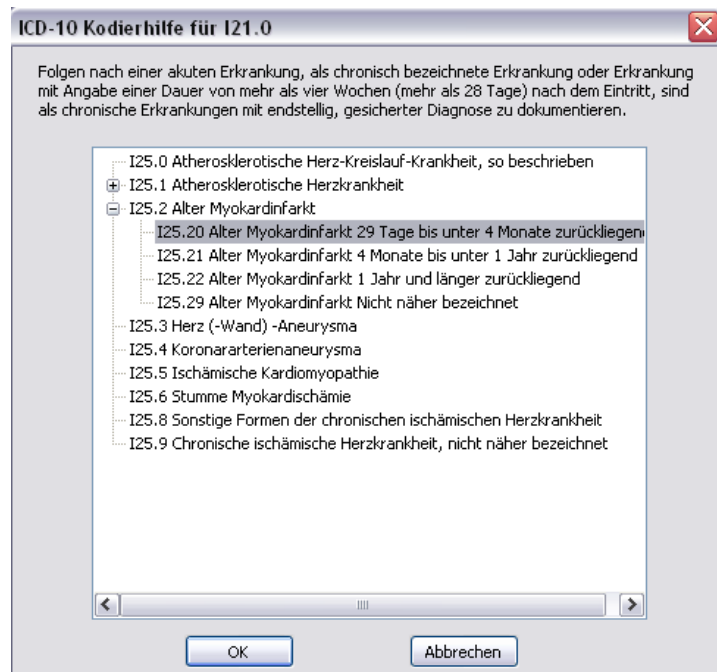 ICD-10 Kodierhilfe für I21.0
Folgen nach einer akuten Erkrankung, als chronisch bezeichnete Erkrankung oder Erkrankung
mit Angabe einer Dauer von mehr als vier Wochen (mehr als 28 Tage) nach dem Eintritt, sind
als chronische Erkrankungen mit endstellig, gesicherter Diagnose zu dokumentieren.
I25.0 Atherosklerotische Herz-Kreislauf-Krankheit, so beschrieben
I25.1 Atherosklerotische Herzkrankheit
I25.2 Alter Myokardinfarkt
I25.20 Alter Myokardinfarkt 29 Tage bis unter 4 Monate zurückliegen
I25.21 Alter Myokardinfarkt 4 Monate bis unter 1 Jahr zurückliegend
I25.22 Alter Myokardinfarkt 1 Jahr und länger zurückliegend
I25.29 Alter Myokardinfarkt Nicht näher bezeichnet
I25.3 Herz (-Wand) -Aneurysma
I25.4 Koronararterienaneurysma
I25.5 Ischämische Kardiomyopathie
I25.6 Stumme Myokardischämie
I25.8 Sonstige Formen der chronischen ischämischen Herzkrankheit
I25.9 Chronische ischämische Herzkrankheit, nicht näher bezeichnet
OK
Abbrechen